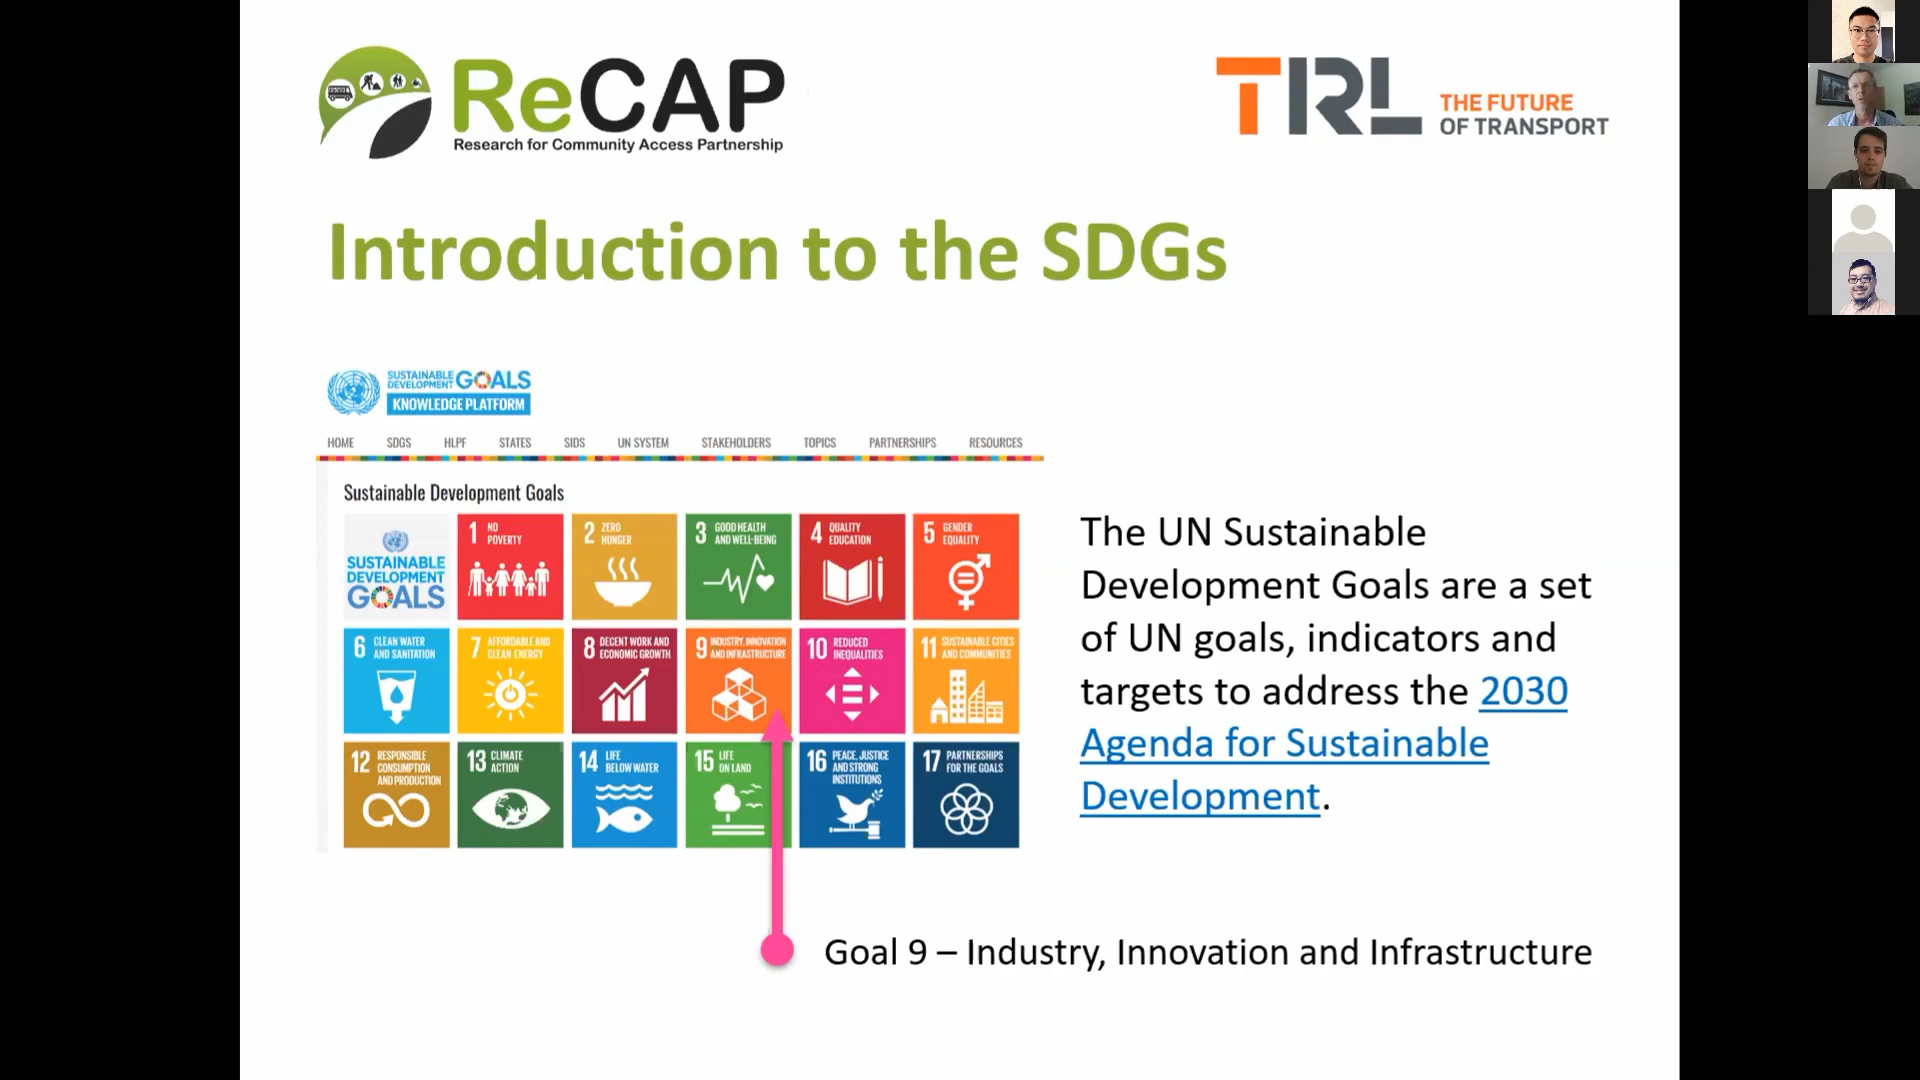 ReCAP
Research for Community Access Partnership
TRL
THE FUTURE
OF TRANSPORT
Introduction to the SDGs
SUSTAINABLE
DEVELOPMENT
GOALS
KNOWLEDGE PLATFORM
HOME SDGS HLPF STATES SIDS UN SYSTEM STAKEHOLDERS TOPICS PARTNERSHIPS RESOURCES
Sustainable Development Goals
SUSTAINABLE
DEVELOPMENT
GOALS
1 NO
POVERTY
2 ZERO
HUNGER
3 GOOD HEALTH
AND WELL-BEING
4 QUALITY
EDUCATION
5 GENDER
EQUALITY
6 CLEAN WATER
AND SANITATION
7 AFFORDABLE AND
CLEAN ENERGY
8 DECENT WORK AND
ECONOMIC GROWTH
9 INDUSTRY, INNOVATION
AND INFRASTRUCTURE
10 REDUCED
INEQUALITIES
11 SUSTAINABLE CITIES
AND COMMUNITIES
12 RESPONSIBLE
CONSUMPTION
AND PRODUCTION
13 CLIMATE
ACTION
14 LIFE
BELOW WATER
15 LIFE
ON LAND
16 PEACE, JUSTICE
AND STRONG
INSTITUTIONS
17 PARTNERSHIPS
FOR THE GOALS
The UN Sustainable
Development Goals are a set
of UN goals, indicators and
targets to address the 2030
Agenda for Sustainable
Development.
Goal 9 – Industry, Innovation and Infrastructure